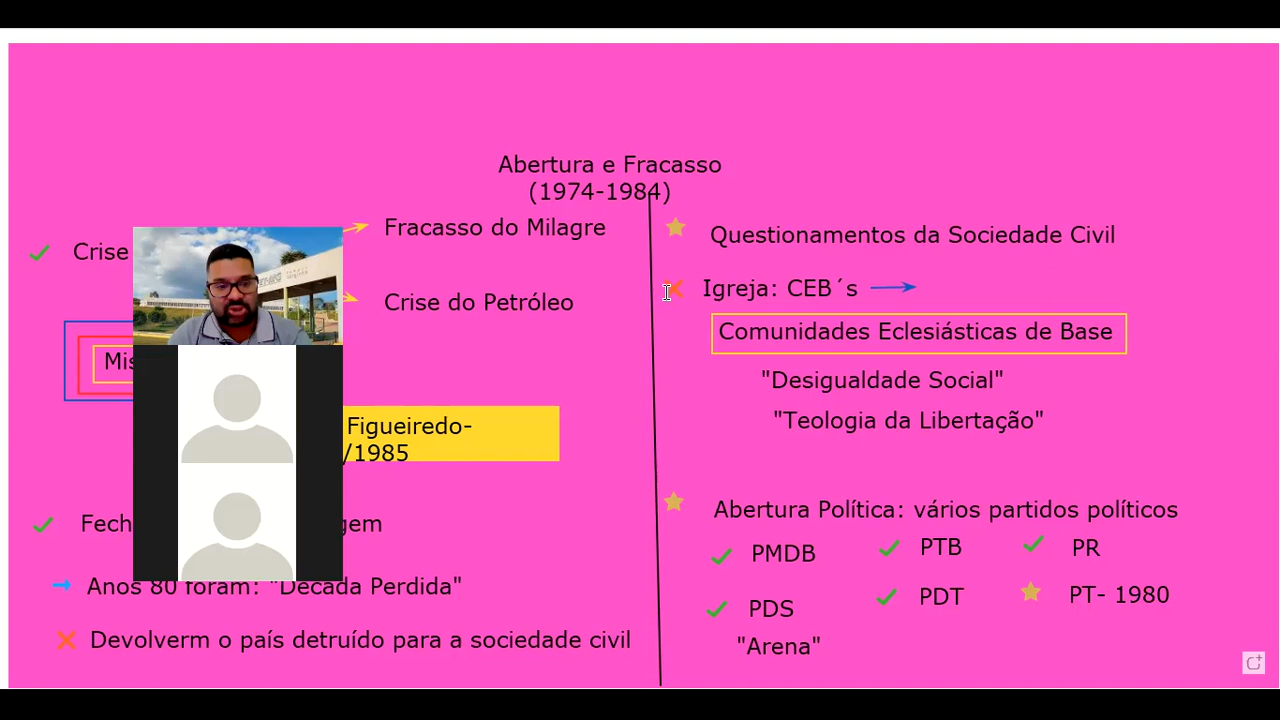 Abertura e Fracasso
(1974-1984)
Crise
Fracasso do Milagre
Crise do Petróleo
Figueiredo-
/1985
Anos 80 foram: "Década Perdida"
Devolverm o país detruído para a sociedade civil
Questionamentos da Sociedade Civil
Igreja: CEB´s
Comunidades Eclesiásticas de Base
"Desigualdade Social"
"Teologia da Libertação"
Abertura Política: vários partidos políticos
PMDB
PTB
PR
PDS
PDT
PT- 1980
"Arena"